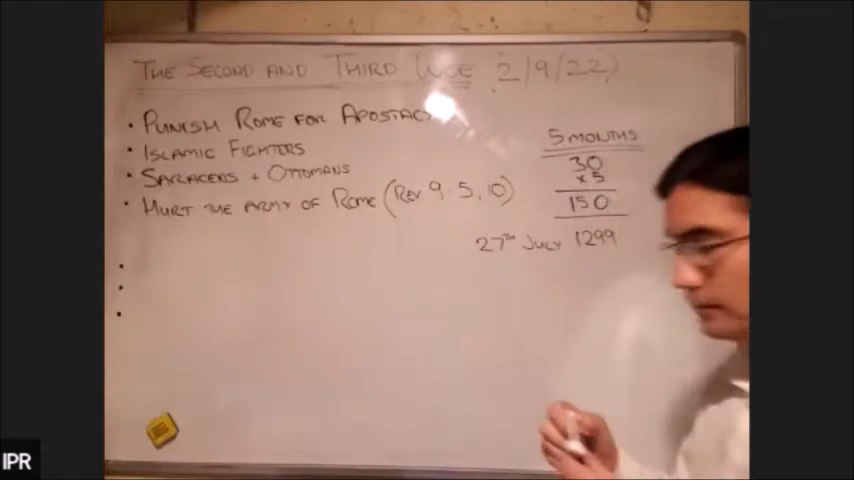 THE SECOND AND THIRD WOE 2/9/22
• PUNISH ROME FOR APOSTACY
• ISLAMIC FIGHTERS
• SARACENS + OTTOMANS
• HURT THE ARMY OF ROME (REV 9:5,10)
5 MONTHS
30
x 5
150
27TH JULY 1299
IPR